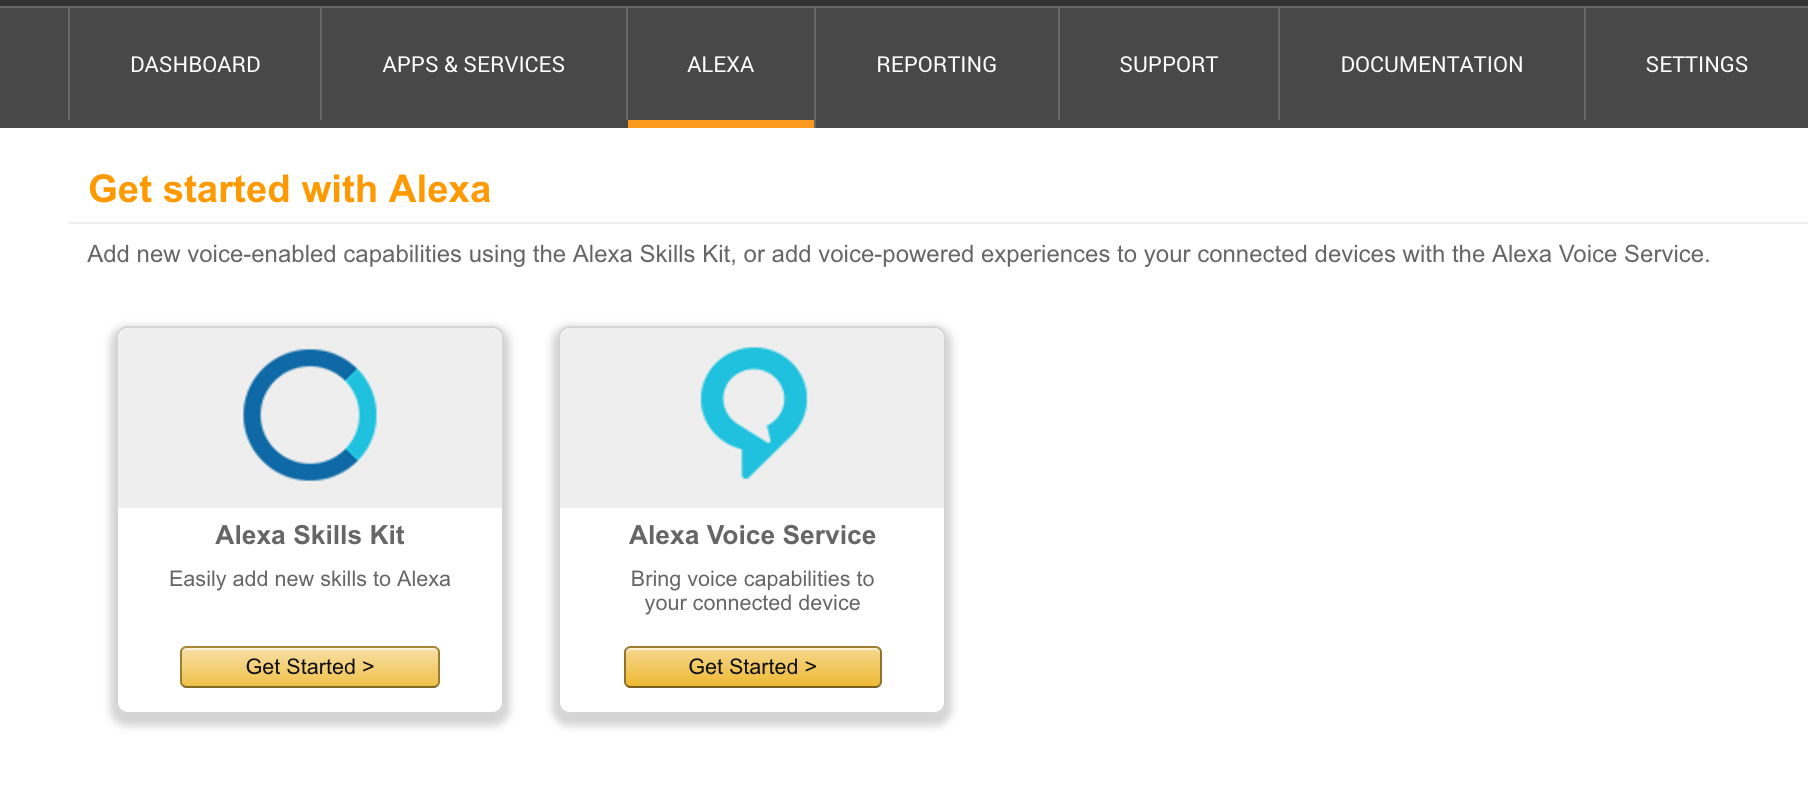 DASHBOARD APPS & SERVICES ALEXA REPORTING SUPPORT DOCUMENTATION SETTINGS
Get started with Alexa
Add new voice-enabled capabilities using the Alexa Skills Kit, or add voice-powered experiences to your connected devices with the Alexa Voice Service.
Alexa Skills Kit
Easily add new skills to Alexa
Get Started >
Alexa Voice Service
Bring voice capabilities to
your connected device
Get Started >